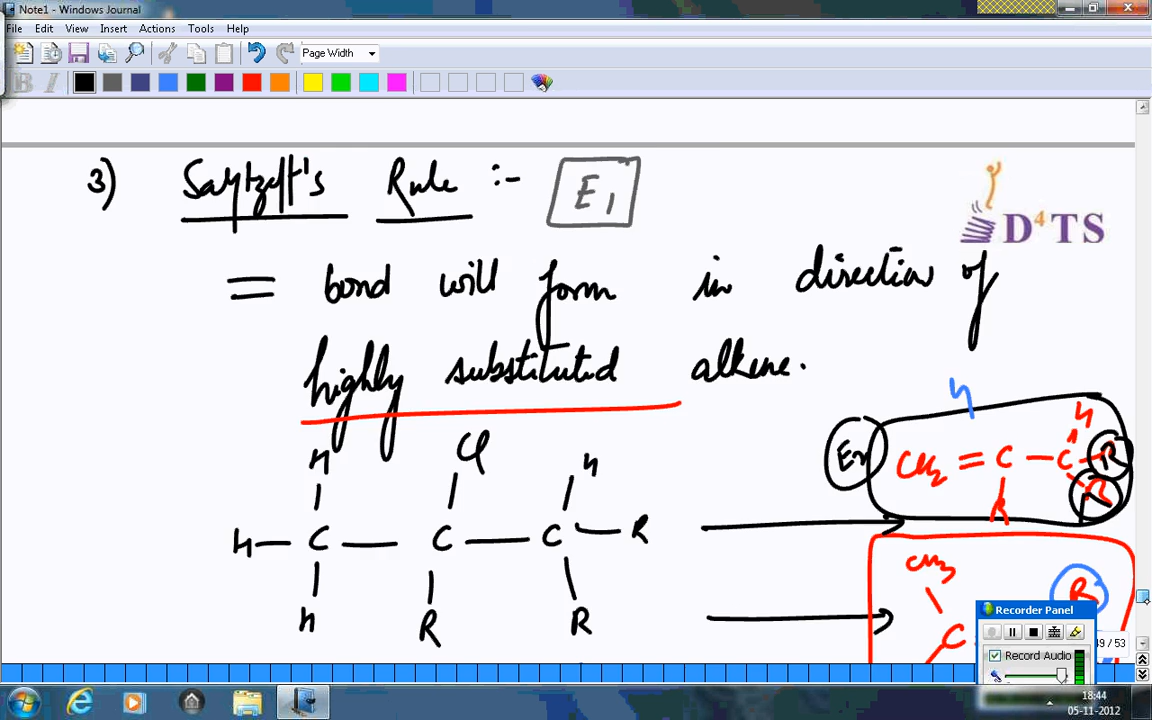 Note1 - Windows Journal
File Edit View Insert Actions Tools Help
Page Width
3) Saytzeff's Rule :- E1
D4TS
= bond will form in direction of
highly substituted alkene.
H
H Cl H
H
E1 CH2 = C - C - R
R R
H - C - C - C - R
H R R
CH3
R
C
Recorder Panel
Record Audio
49 / 53
18:44
05-11-2012